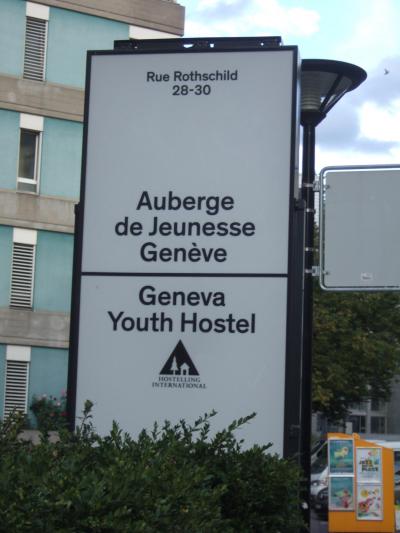 Rue Rothschild
28-30
Auberge
de Jeunesse
Genève
Geneva
Youth Hostel
HOSTELLING
INTERNATIONAL